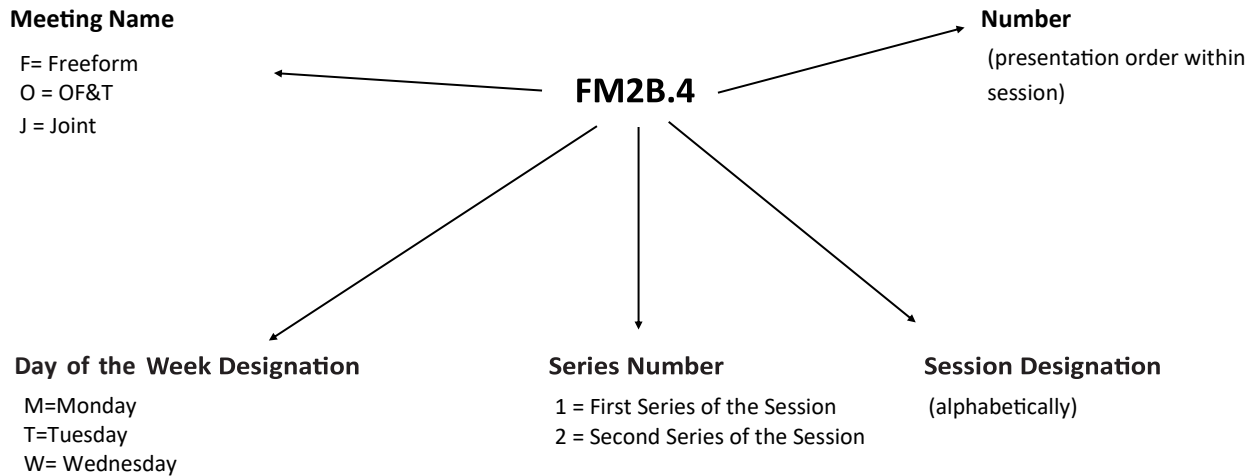 Meeting Name
F= Freeform
O = OF&T
J = Joint
FM2B.4
Number
(presentation order within
session)
Day of the Week Designation
M=Monday
T=Tuesday
W= Wednesday
Series Number
1 = First Series of the Session
2 = Second Series of the Session
Session Designation
(alphabetically)